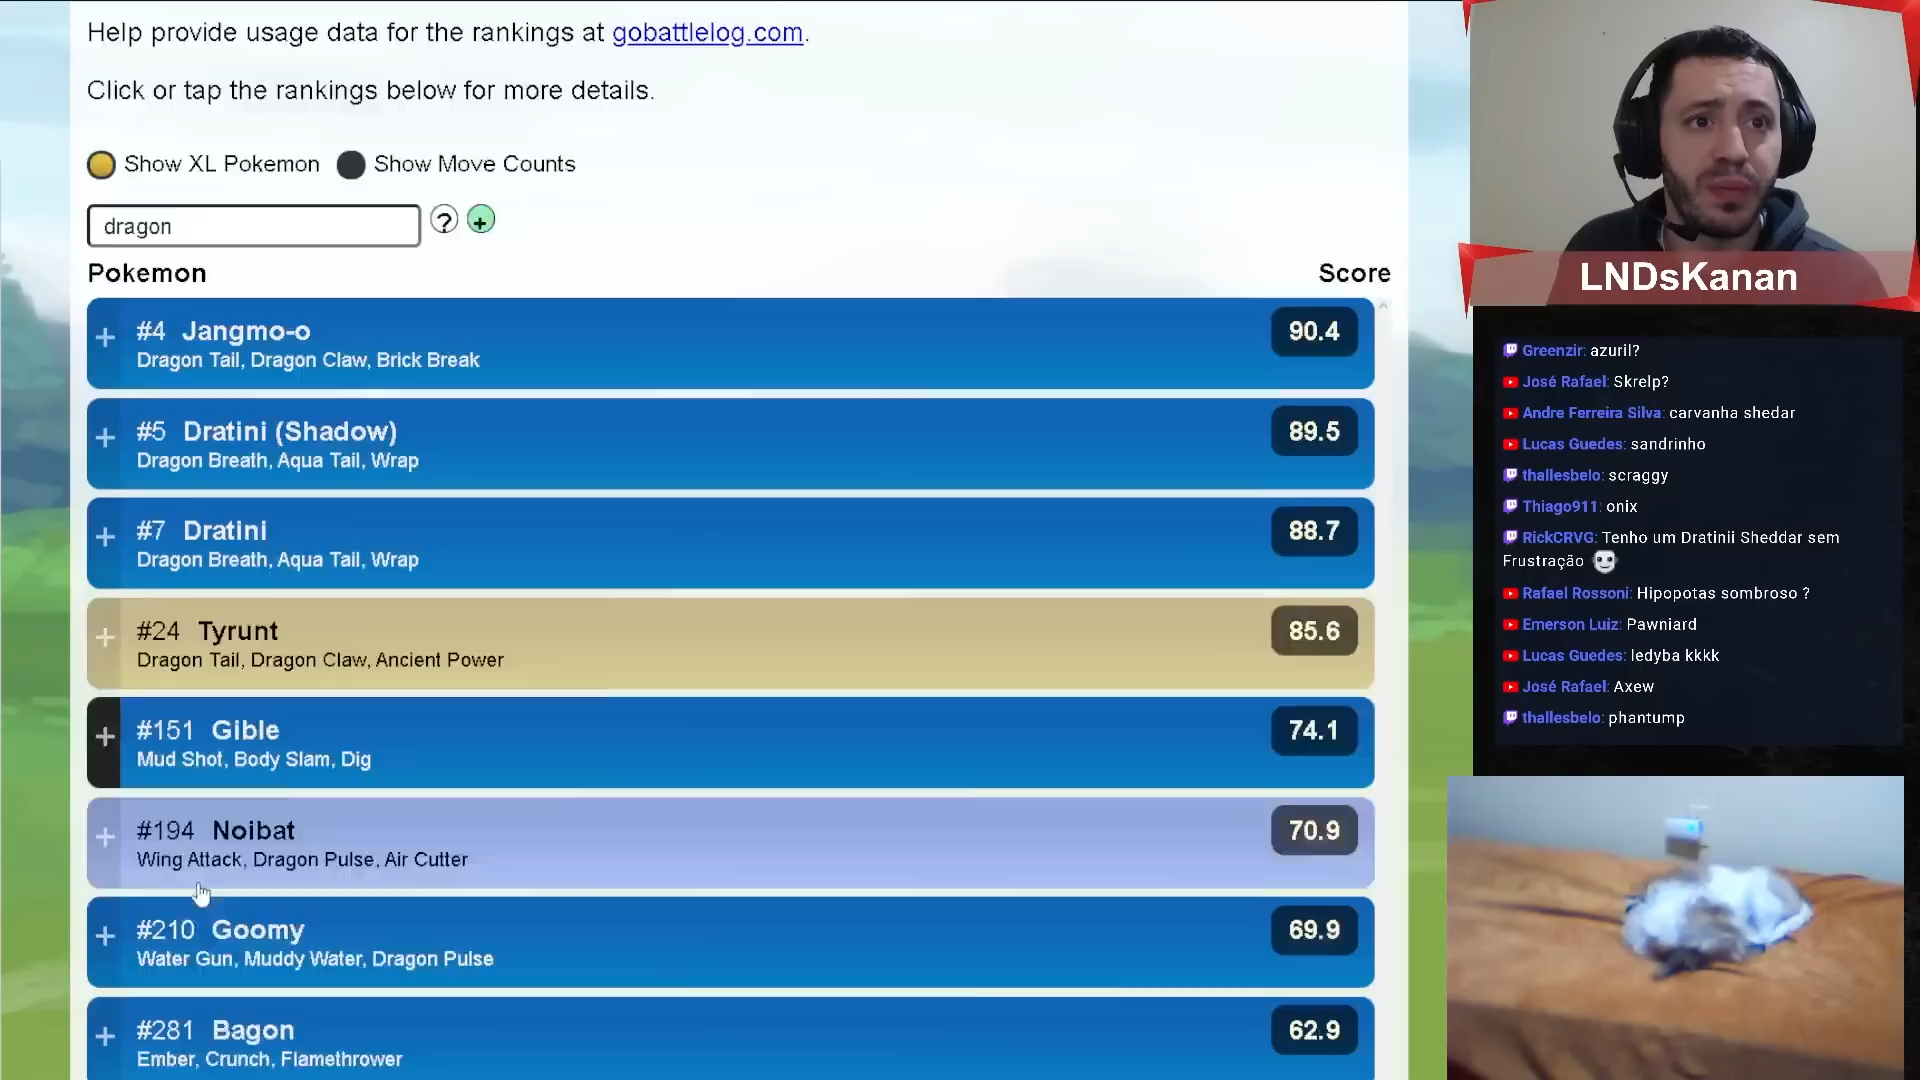 Help provide usage data for the rankings at gobattlelog.com.
Click or tap the rankings below for more details.
Show XL Pokemon Show Move Counts
dragon ? +
Pokemon Score
+ #4 Jangmo-o 90.4
Dragon Tail, Dragon Claw, Brick Break
+ #5 Dratini (Shadow) 89.5
Dragon Breath, Aqua Tail, Wrap
+ #7 Dratini 88.7
Dragon Breath, Aqua Tail, Wrap
+ #24 Tyrunt 85.6
Dragon Tail, Dragon Claw, Ancient Power
+ #151 Gible 74.1
Mud Shot, Body Slam, Dig
+ #194 Noibat 70.9
Wing Attack, Dragon Pulse, Air Cutter
+ #210 Goomy 69.9
Water Gun, Muddy Water, Dragon Pulse
+ #281 Bagon 62.9
Ember, Crunch, Flamethrower
LNDsKanan
Greenzir: azuril?
José Rafael: Skrelp?
Andre Ferreira Silva: carvanha shedar
Lucas Guedes: sandrinho
thallesbelo: scraggy
Thiago911: onix
RickCRVG: Tenho um Dratinii Sheddar sem
Frustração
Rafael Rossoni: Hipopotas sombroso ?
Emerson Luiz: Pawniard
Lucas Guedes: ledyba kkkk
José Rafael: Axew
thallesbelo: phantump